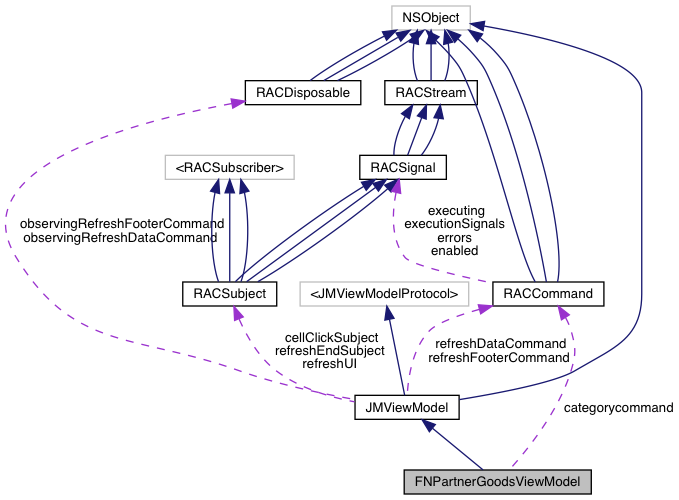 NSObject
RACDisposable
RACStream
<RACSubscriber>
RACSignal
observingRefreshFooterCommand
observingRefreshDataCommand
executing
executionSignals
errors
enabled
RACSubject
<JMViewModelProtocol>
RACCommand
cellClickSubject
refreshEndSubject
refreshUI
refreshDataCommand
refreshFooterCommand
JMViewModel
categorycommand
FNPartnerGoodsViewModel